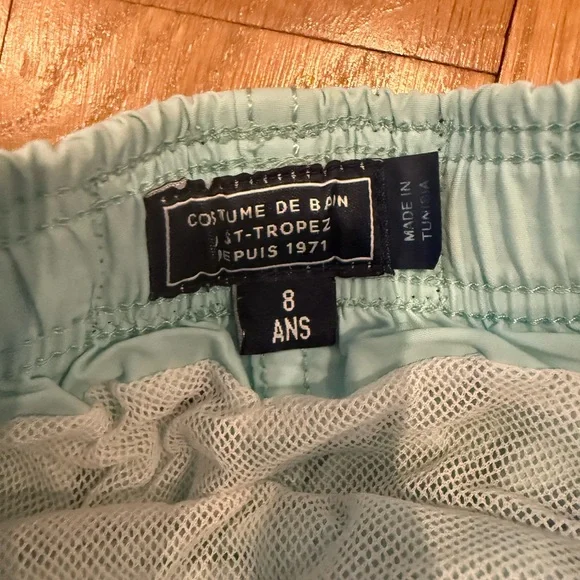 COSTUME DE BAIN
ST-TROPEZ
DEPUIS 1971
MADE IN
TUNISIA
8
ANS